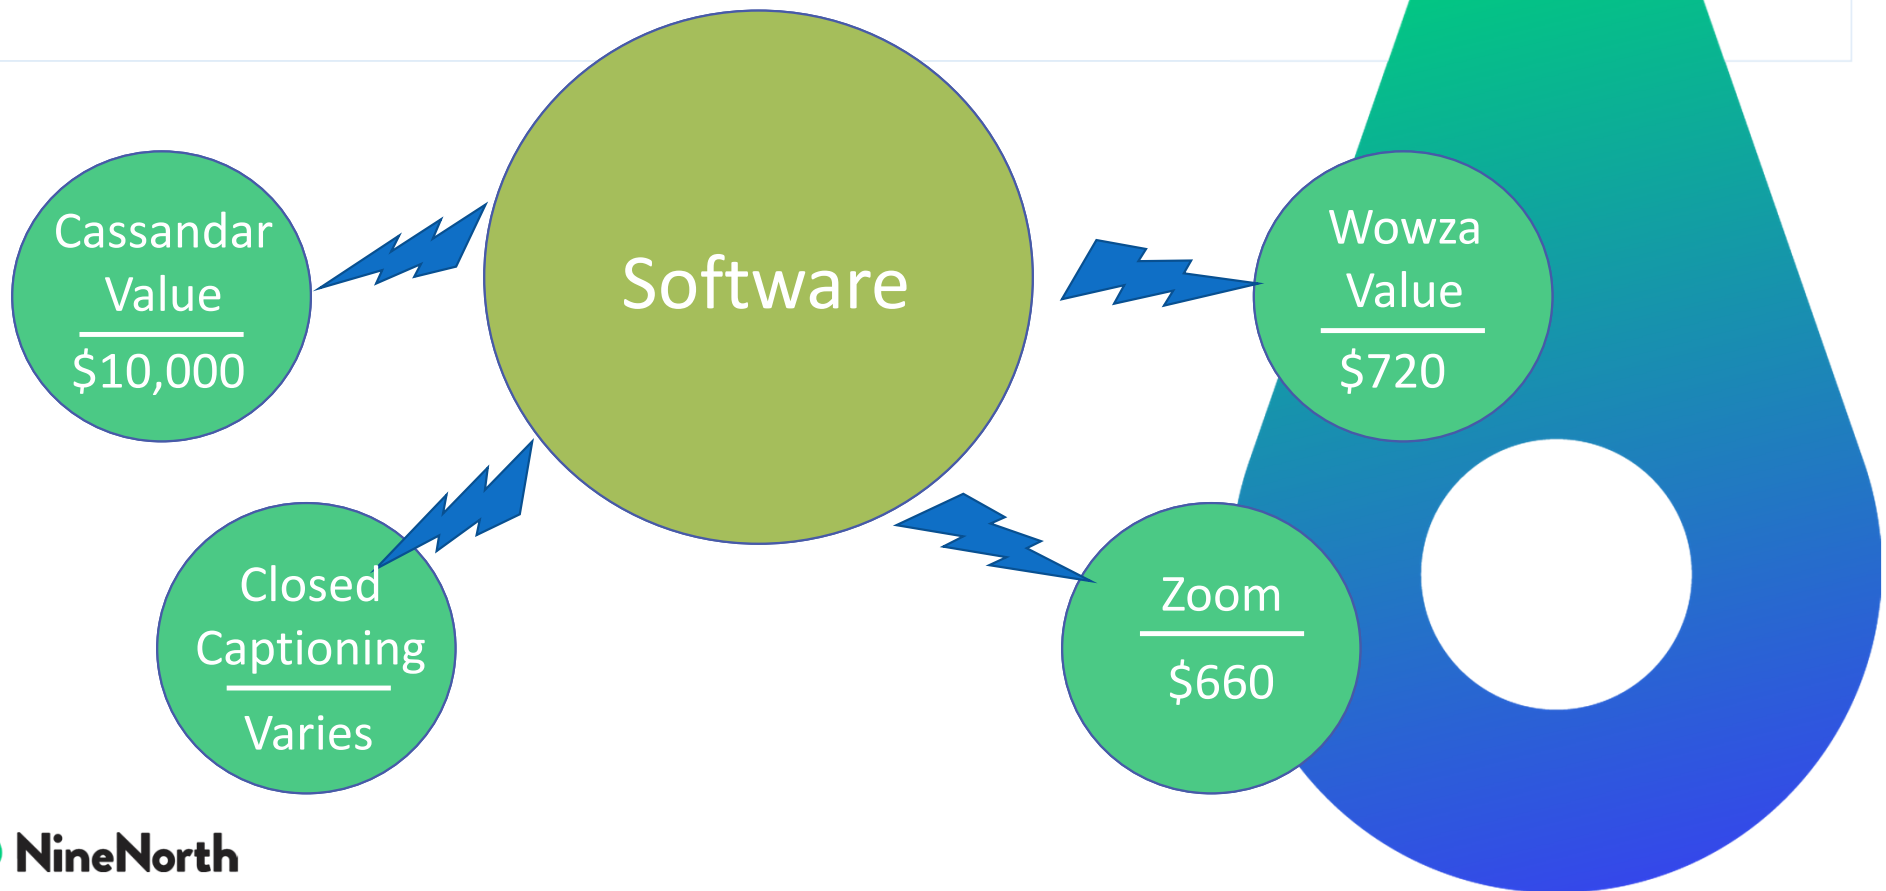 Software
Cassandar
Value
$10,000
Wowza
Value
$720
Closed
Captioning
Varies
Zoom
$660
NineNorth